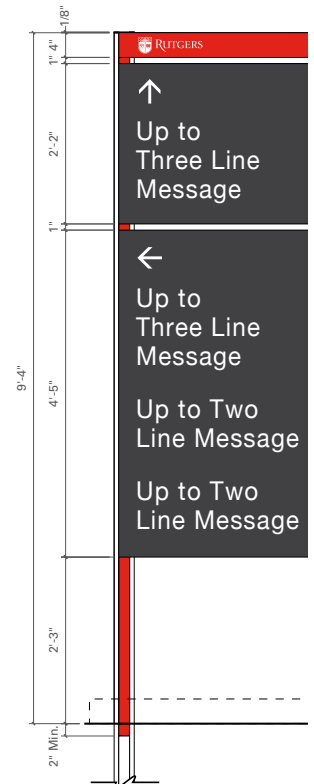 1/8"
RUTGERS
1" 4"
2'-2"
Up to
Three Line
Message
1"
Up to
Three Line
Message
9'-4"
4'-5"
Up to Two
Line Message
Up to Two
Line Message
2'-3"
2" Min.